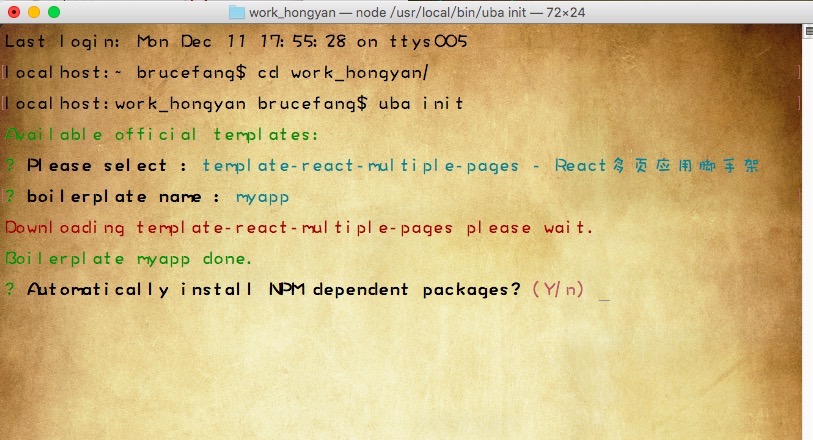 work_hongyan — node /usr/local/bin/uba init — 72×24
Last login: Mon Dec 11 17:55:28 on ttys005
localhost:~ brucefang$ cd work_hongyan/
localhost:work_hongyan brucefang$ uba init
Available official templates:
? Please select : template-react-multiple-pages - React多页应用脚手架
? boilerplate name : myapp
Downloading template-react-multiple-pages please wait.
Boilerplate myapp done.
? Automatically install NPM dependent packages? (Y/n) _